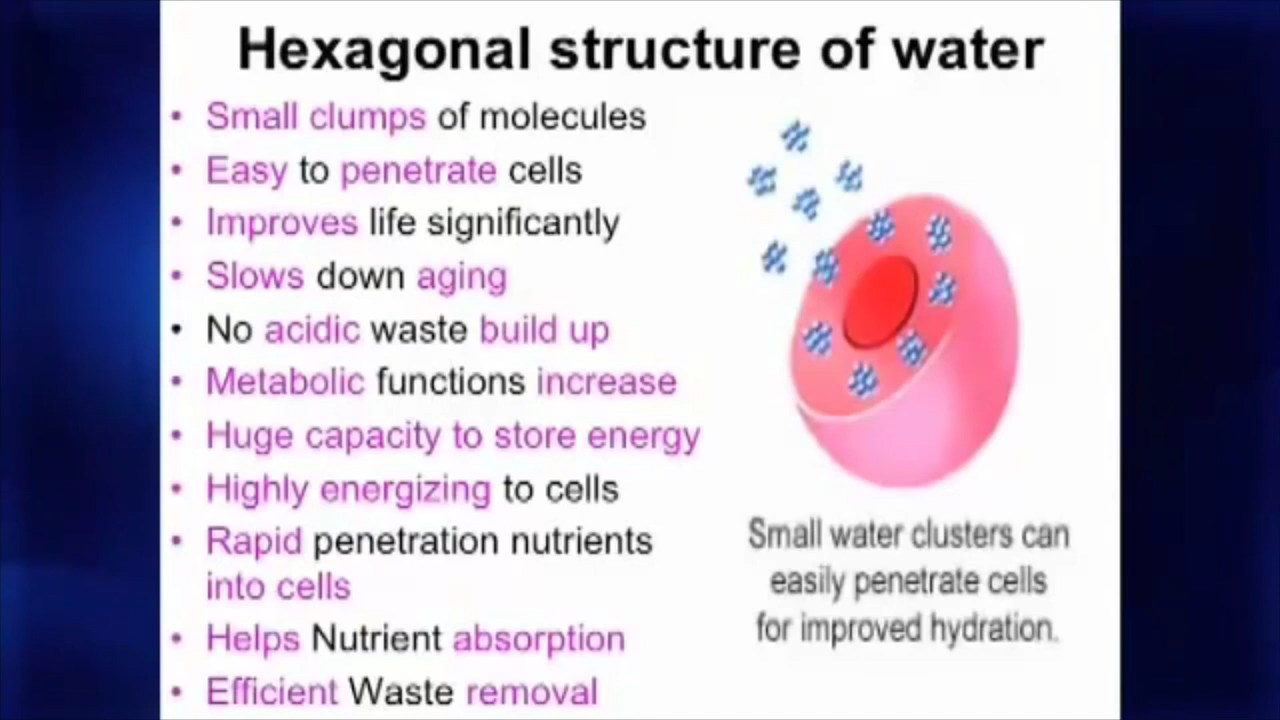 Hexagonal structure of water
• Small clumps of molecules
• Easy to penetrate cells
• Improves life significantly
• Slows down aging
• No acidic waste build up
• Metabolic functions increase
• Huge capacity to store energy
• Highly energizing to cells
• Rapid penetration nutrients
into cells
• Helps Nutrient absorption
• Efficient Waste removal
Small water clusters can
easily penetrate cells
for improved hydration.